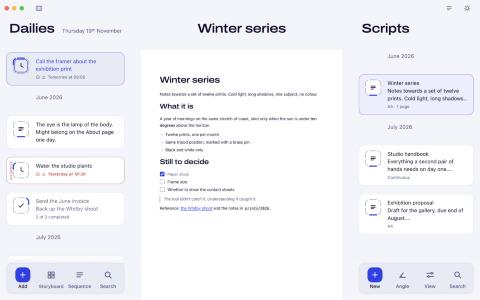 Dailies
Thursday 19th November
Call the framer about the
exhibition print
Tomorrow at 09:00
June 2026
The eye is the lamp of the body.
Might belong on the About page
one day.
Water the studio plants
Yesterday at 18:30
Send the June invoice
Back up the Whitby shoot
2 of 2 completed
July 2026
Add
Storyboard
Sequence
Search
Winter series
Winter series
Notes towards a set of twelve prints. Cold light, long shadows, one subject, no colour.
What it is
A year of mornings on the same stretch of coast, shot only when the sun is under ten
degrees above the horizon.
- Twelve prints, one per month
- Same tripod position, marked with a brass pin
- Black and white only
Still to decide
Paper stock
Frame size
Whether to show the contact sheets
The tool didn't catch it. Understanding it caught it.
Reference: the Whitby shoot and the notes in
Scripts
June 2026
Winter series
Notes towards a set of twelve
prints. Cold light, long shadows…
A4 · 1 page
July 2026
Studio handbook
Everything a second pair of
hands needs on day one.…
Continuous
Exhibition proposal
Draft for the gallery, due end of
August.…
A4
New
Angle
View
Search